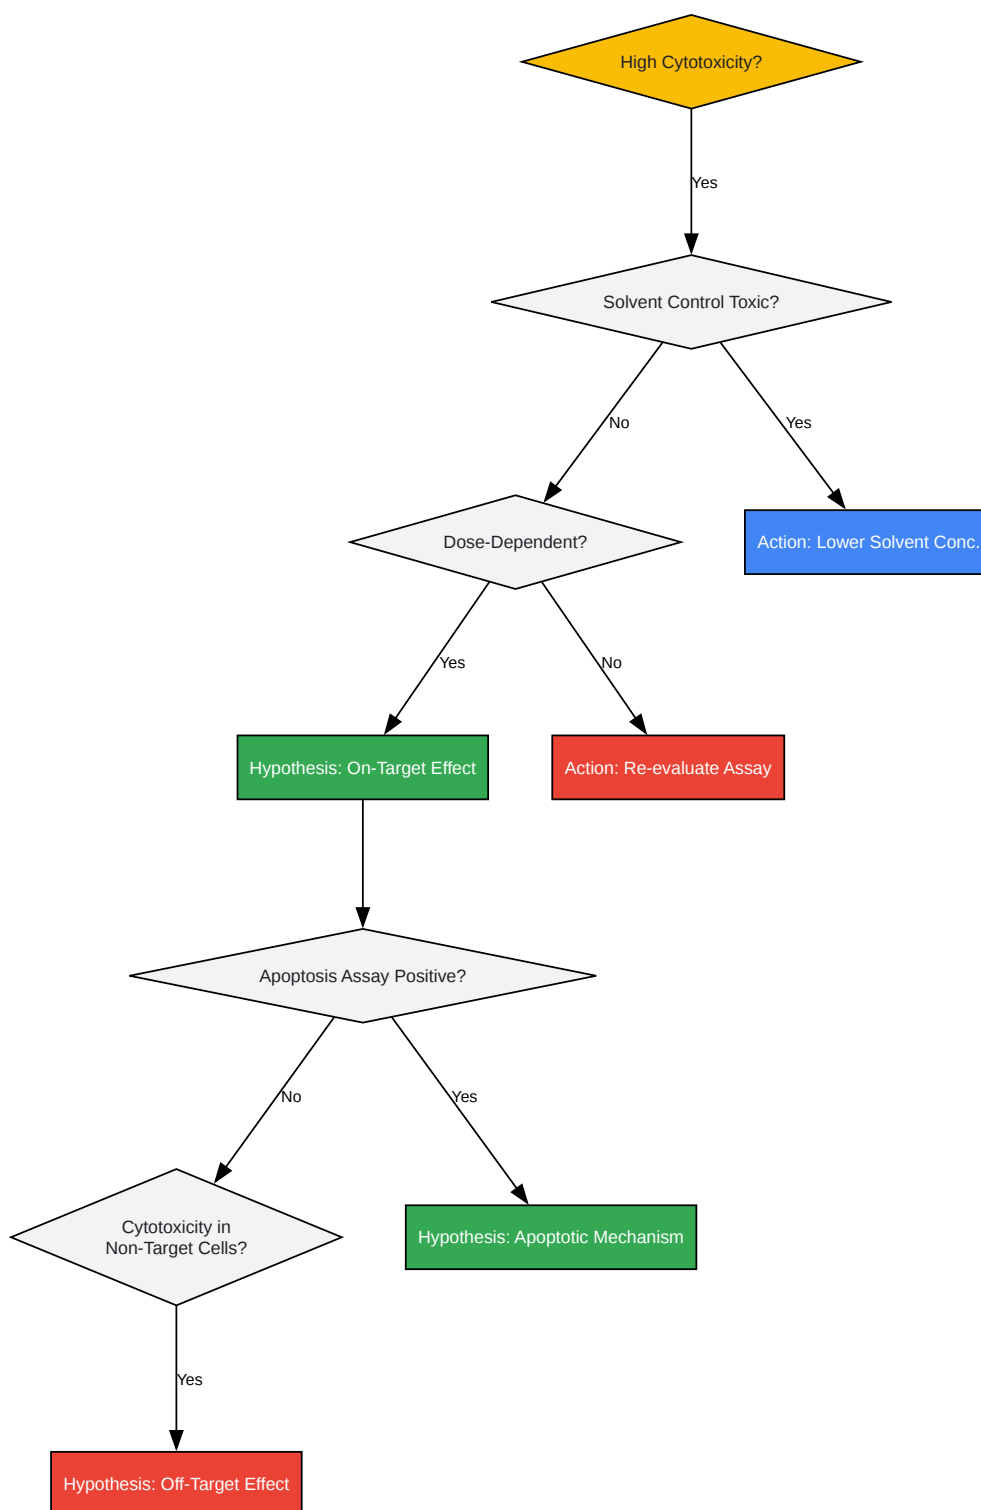 High Cytotoxicity?
Yes
Solvent Control Toxic?
No
Yes
Dose-Dependent?
Action: Lower Solvent Conc.
Yes
No
Hypothesis: On-Target Effect
Action: Re-evaluate Assay
Apoptosis Assay Positive?
No
Yes
Cytotoxicity in
Non-Target Cells?
Hypothesis: Apoptotic Mechanism
Yes
Hypothesis: Off-Target Effect